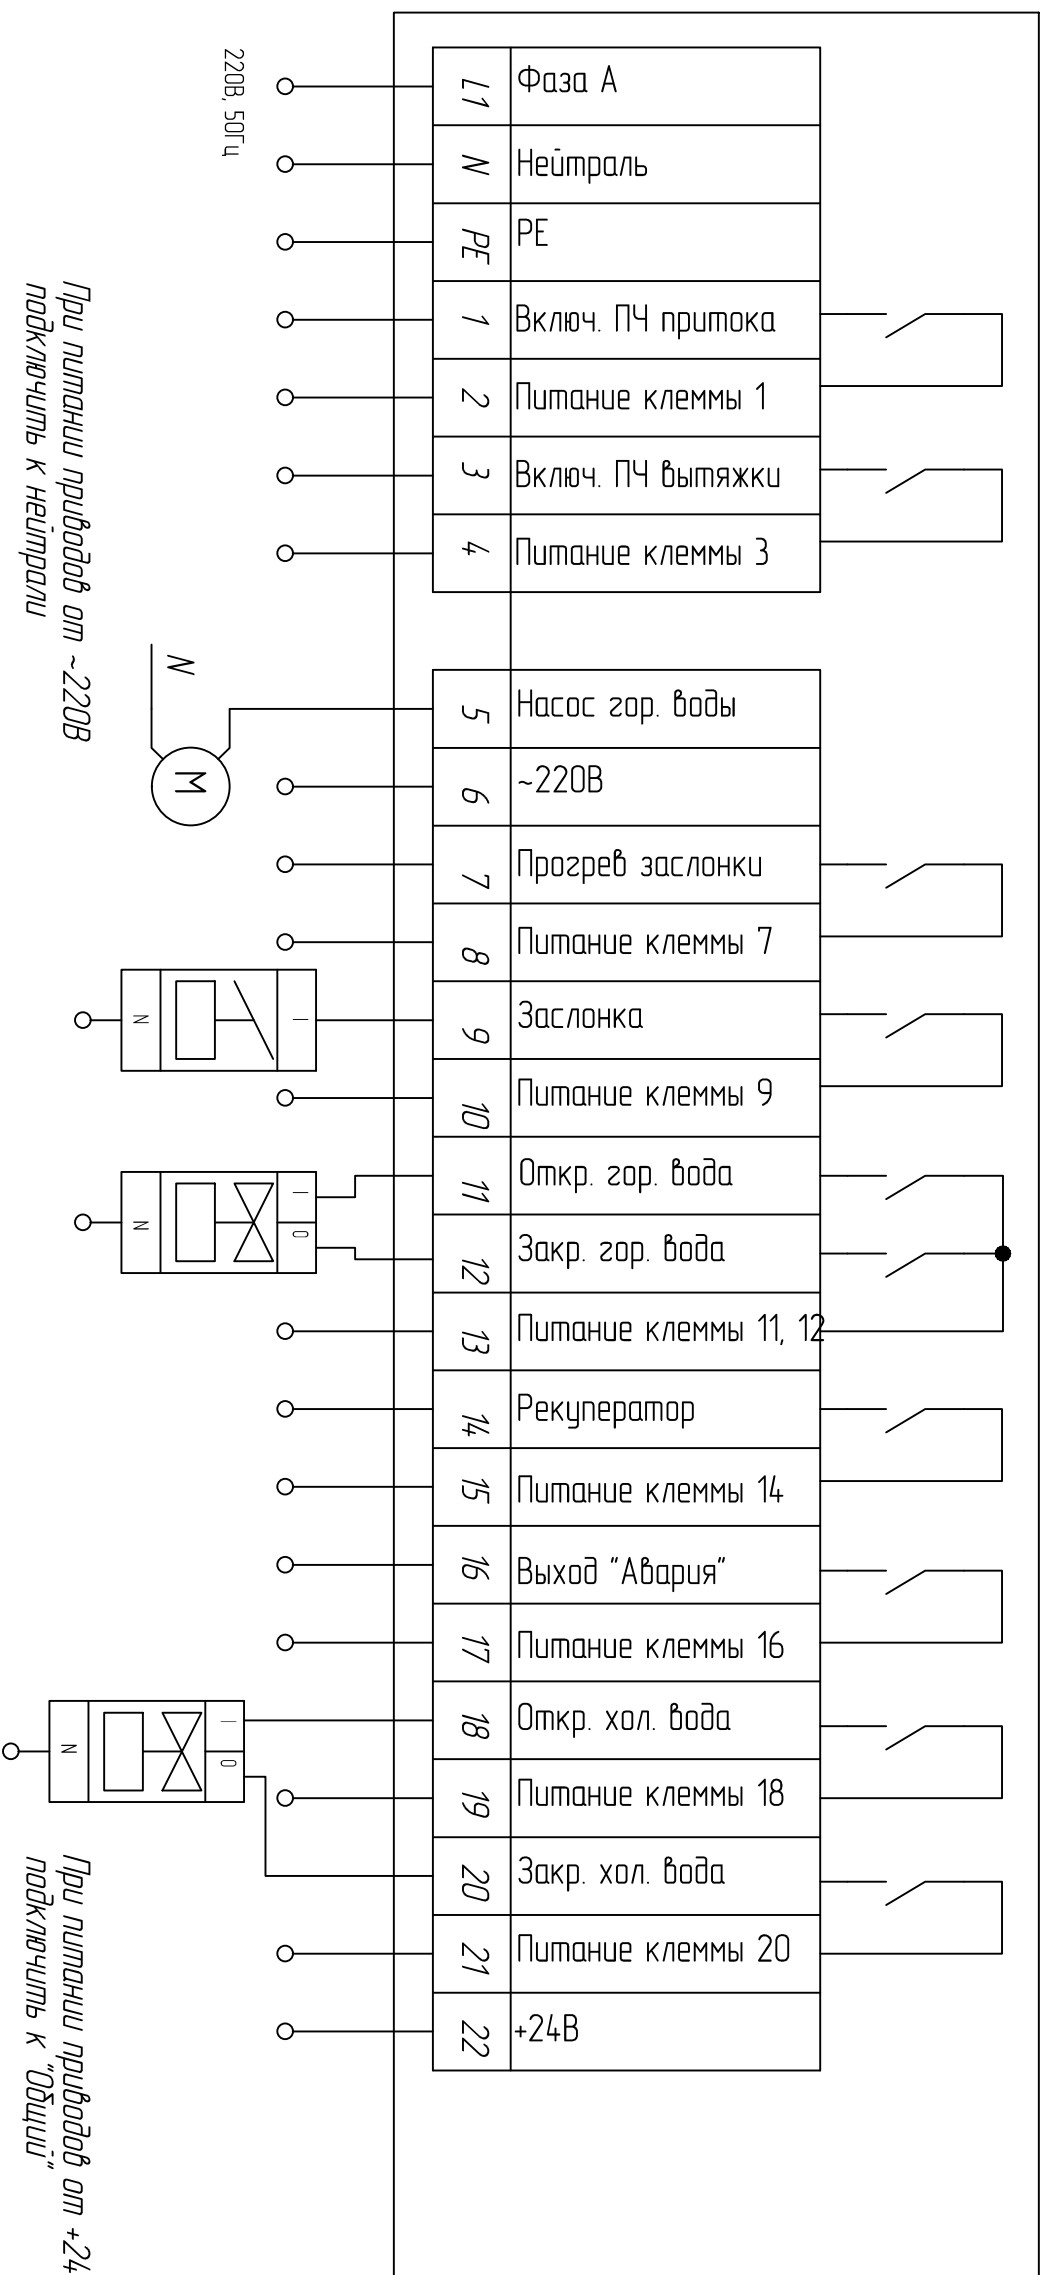 220В, 50Гц
L1 Фаза А
N Нейтраль
PE PE
1 Включ. ПЧ притока
2 Питание клеммы 1
3 Включ. ПЧ вытяжки
4 Питание клеммы 3
При питании приводов от ~220В
подключить к нейтрали
N
M
5 Насос гор. воды
6 ~220В
7 Прогрев заслонки
8 Питание клеммы 7
9 Заслонка
I
N
10 Питание клеммы 9
11 Откр. гор. вода
12 Закр. гор. вода
I
0
N
13 Питание клеммы 11, 12
14 Рекуператор
15 Питание клеммы 14
16 Выход "Авария"
17 Питание клеммы 16
18 Откр. хол. вода
I
0
N
19 Питание клеммы 18
20 Закр. хол. вода
21 Питание клеммы 20
22 +24В
При питании приводов от +24
подключить к "Общий"